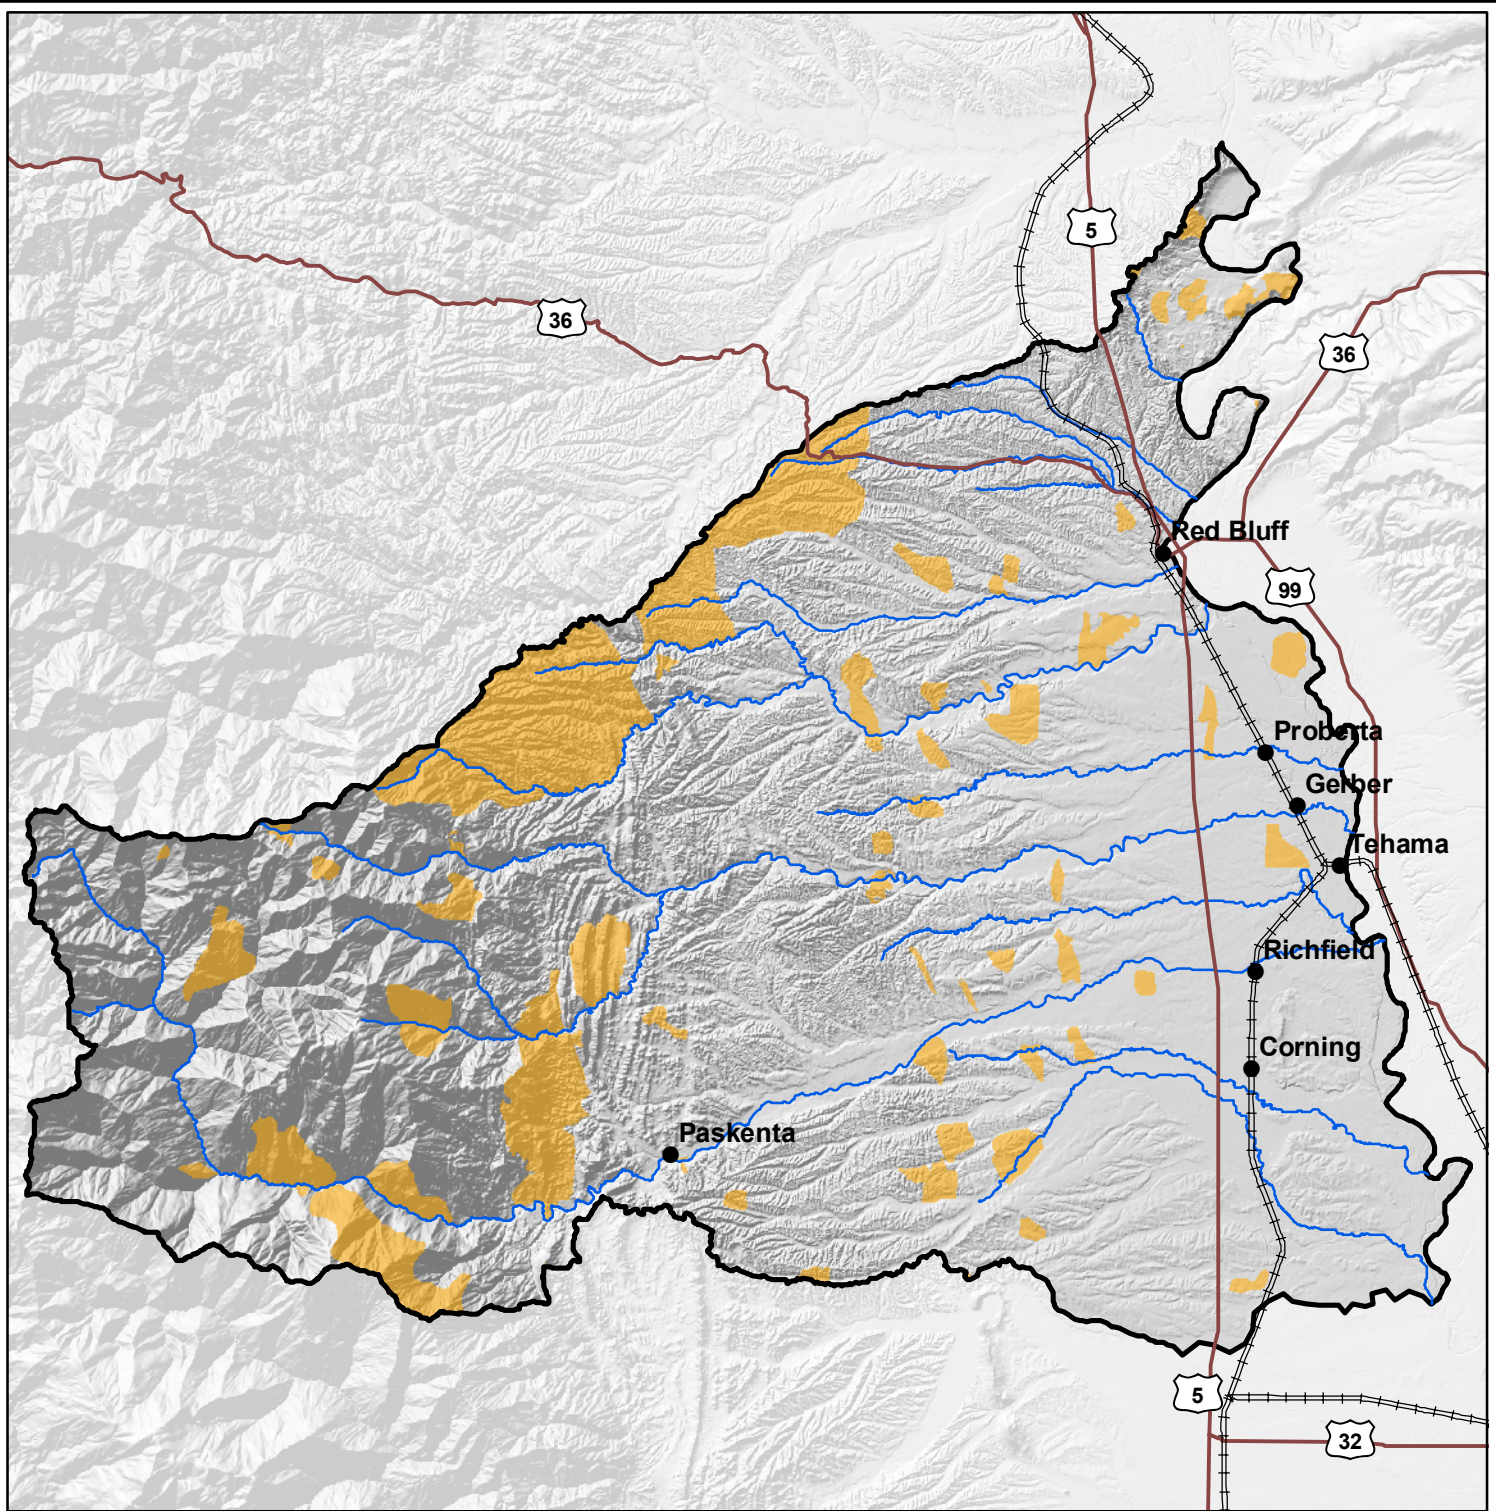 5
36
36
Red Bluff
99
Proberta
Gerber
Tehama
Richfield
Corning
Paskenta
5
32